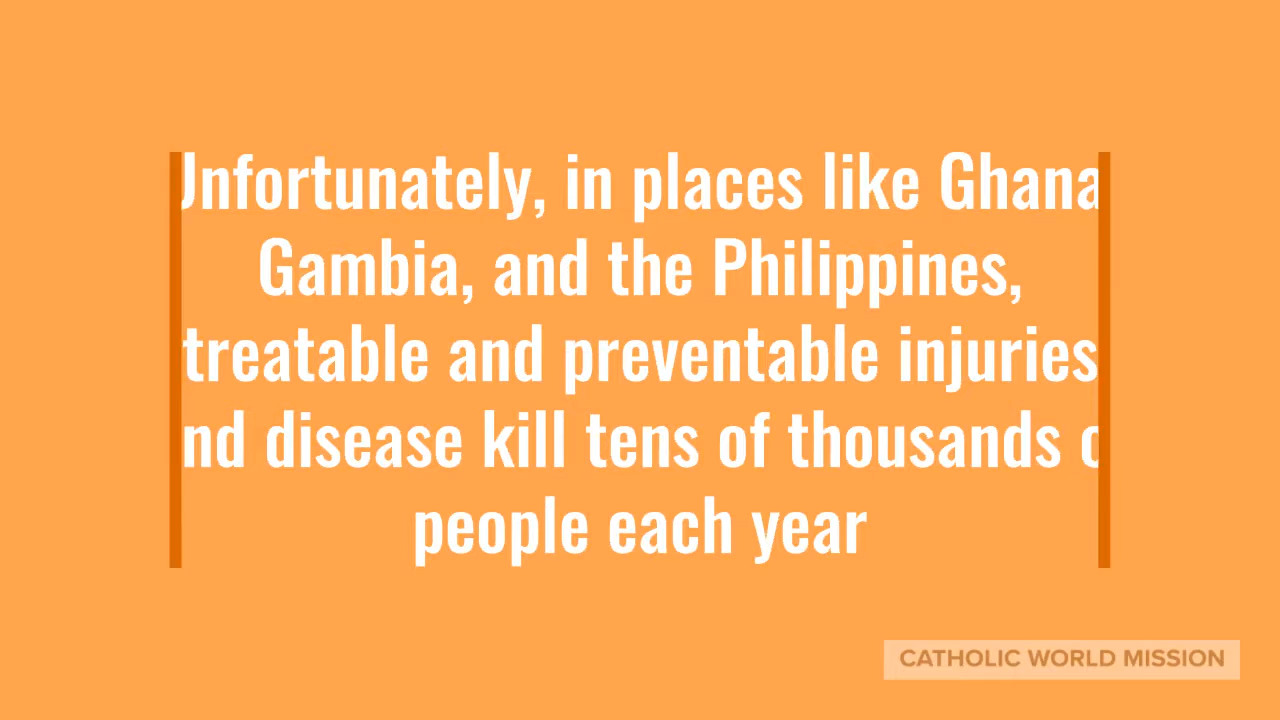 Unfortunately, in places like Ghana
Gambia, and the Philippines,
treatable and preventable injuries
nd disease kill tens of thousands o
people each year
CATHOLIC WORLD MISSION